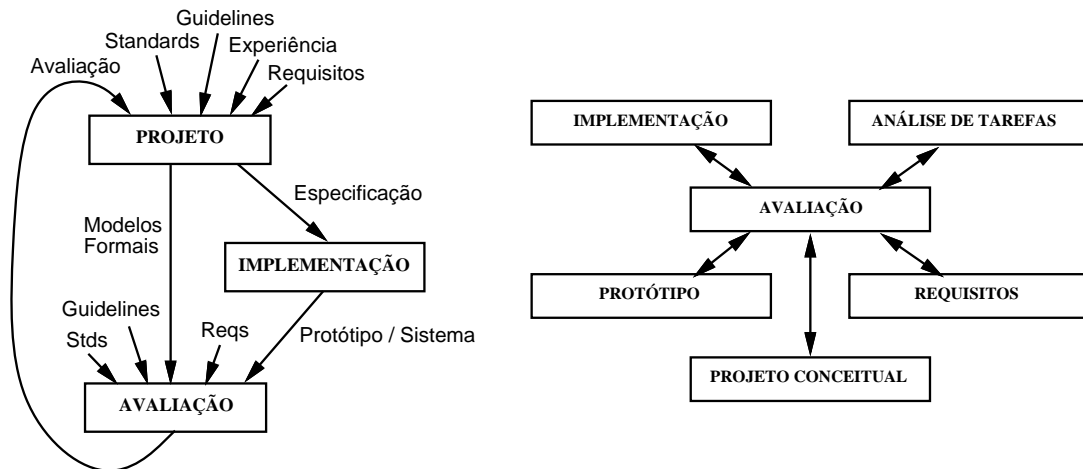 Guidelines
Standards
Experiência
Avaliação
Requisitos
PROJETO
Especificação
Modelos
Formais
IMPLEMENTAÇÃO
Guidelines
Stds
Reqs
Protótipo / Sistema
AVALIAÇÃO
IMPLEMENTAÇÃO
ANÁLISE DE TAREFAS
AVALIAÇÃO
PROTÓTIPO
REQUISITOS
PROJETO CONCEITUAL